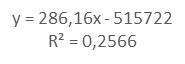 y = 286,16x - 515722
R² = 0,2566